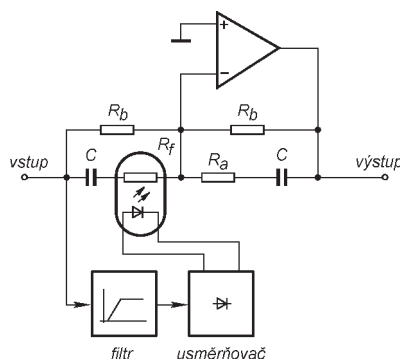 +
−
R_b
R_b
R_f
vstup
C
R_a
C
výstup
filtr
usměrňovač